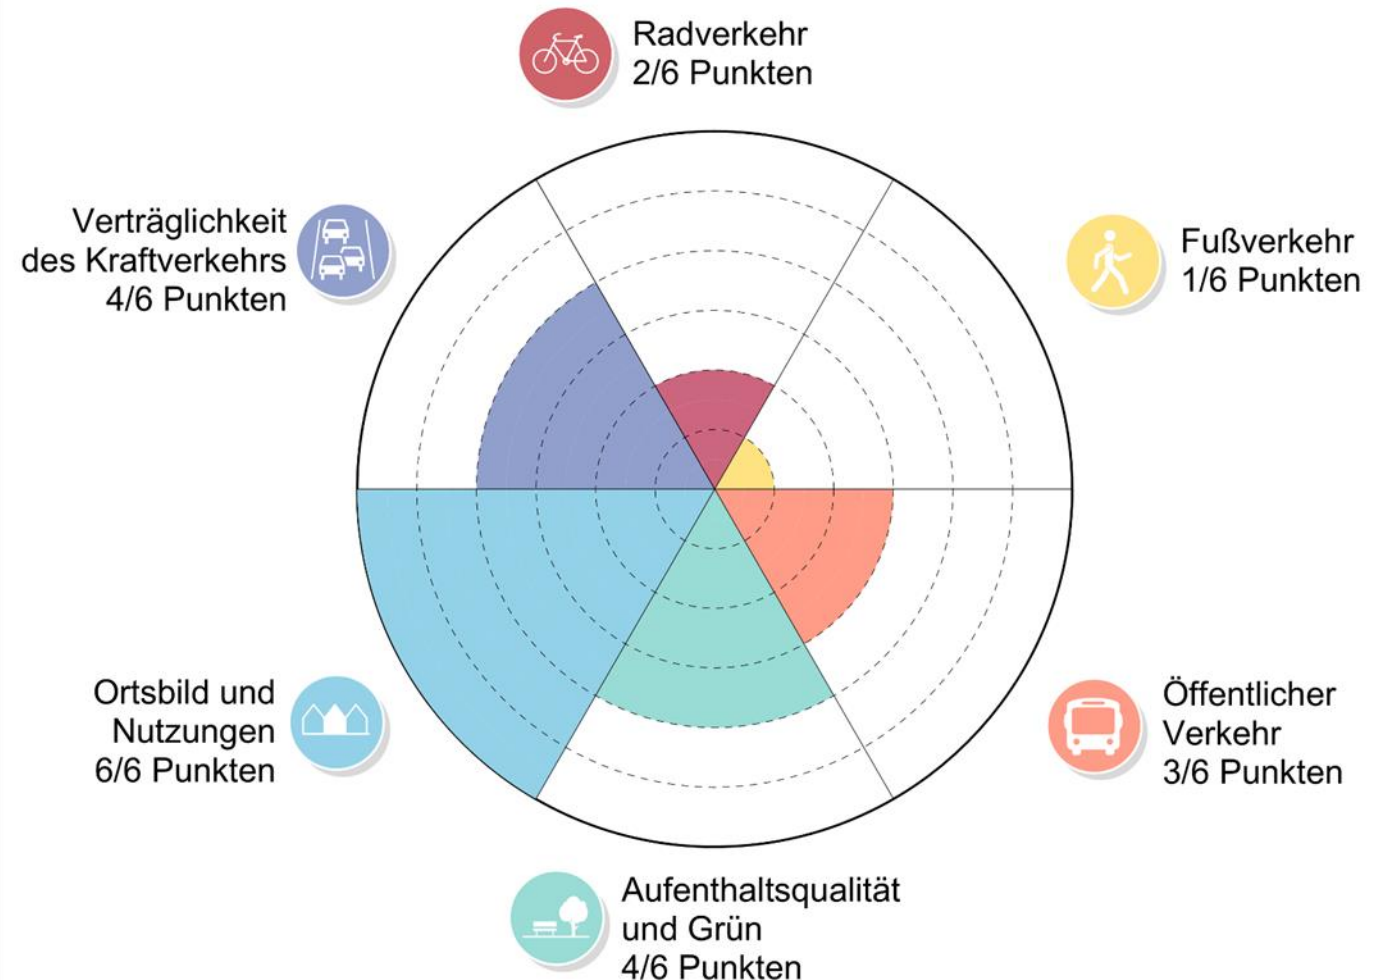 Radverkehr
2/6 Punkten
Verträglichkeit
des Kraftverkehrs
4/6 Punkten
Fußverkehr
1/6 Punkten
Ortsbild und
Nutzungen
6/6 Punkten
Öffentlicher
Verkehr
3/6 Punkten
Aufenthaltsqualität
und Grün
4/6 Punkten